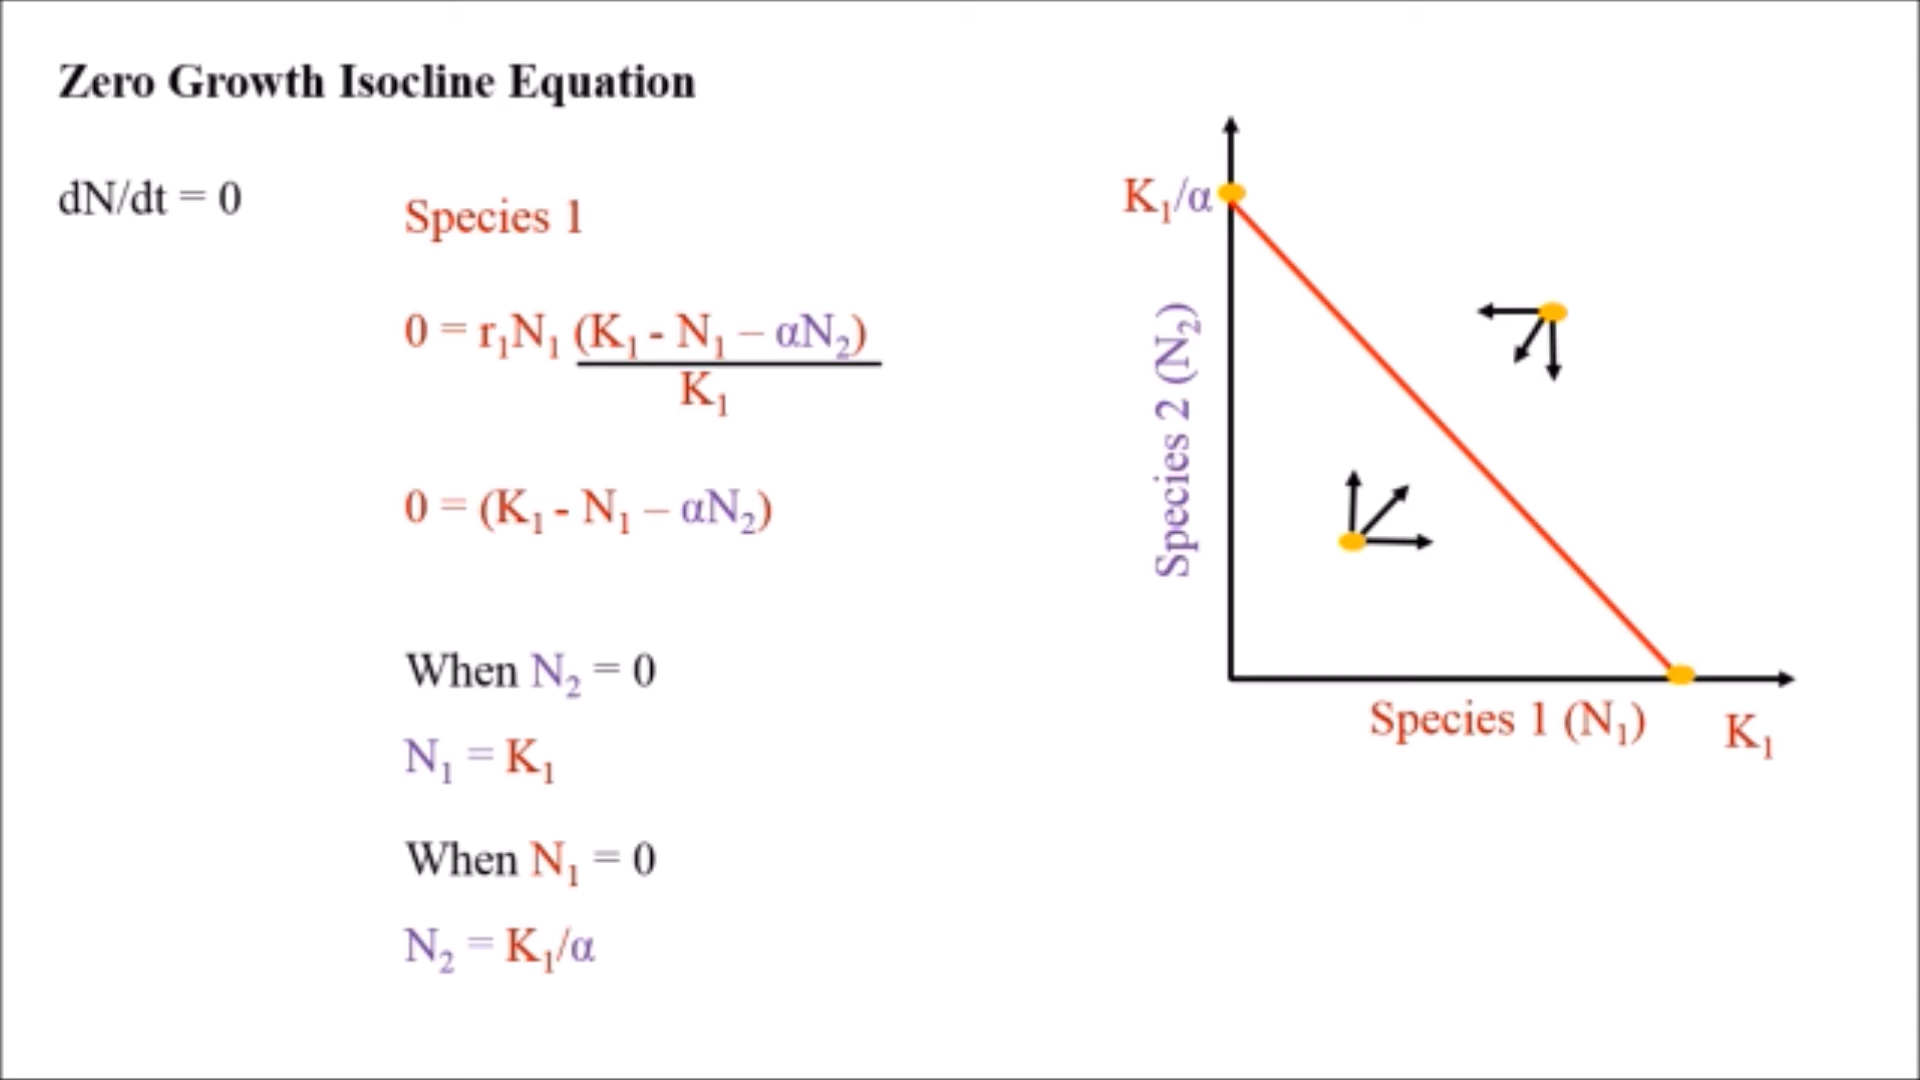 Zero Growth Isocline Equation
dN/dt = 0
Species 1
0 = r₁N₁ (K₁ - N₁ – αN₂)
K₁
0 = (K₁ - N₁ – αN₂)
When N₂ = 0
N₁ = K₁
When N₁ = 0
N₂ = K₁/α
K₁/α
Species 2 (N₂)
Species 1 (N₁)
K₁